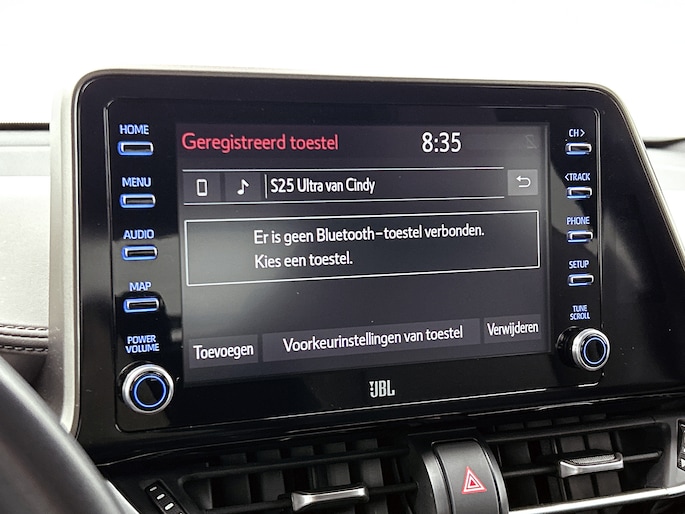 HOME
MENU
AUDIO
MAP
POWER
VOLUME
Geregistreerd toestel 8:35
S25 Ultra van Cindy
Er is geen Bluetooth-toestel verbonden.
Kies een toestel.
Toevoegen Voorkeurinstellingen van toestel Verwijderen
CH>
<TRACK
PHONE
SETUP
TUNE
SCROLL
JBL